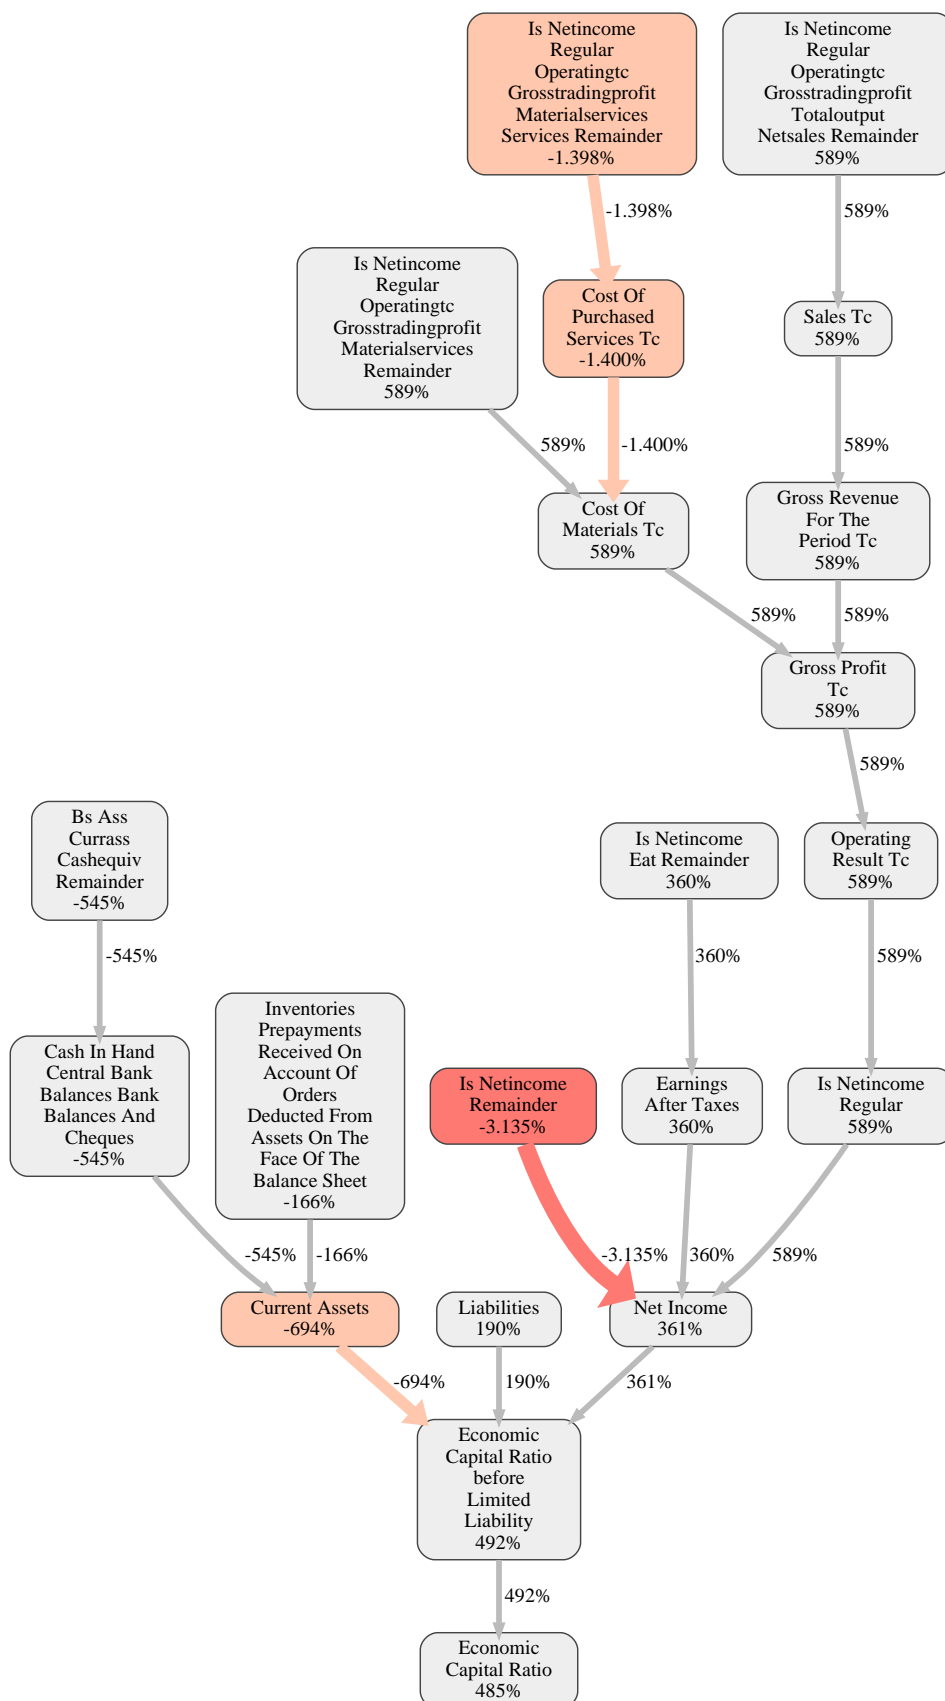 Is Netincome
Regular
Operatingtc
Grosstradingprofit
Materialservices
Services Remainder
-1.398%
Is Netincome
Regular
Operatingtc
Grosstradingprofit
Totaloutput
Netsales Remainder
589%
-1.398%
589%
Is Netincome
Regular
Operatingtc
Grosstradingprofit
Materialservices
Remainder
589%
Cost Of
Purchased
Services Tc
-1.400%
Sales Tc
589%
589%
-1.400%
589%
Cost Of
Materials Tc
589%
Gross Revenue
For The
Period Tc
589%
589%
589%
Gross Profit
Tc
589%
589%
Bs Ass
Currass
Cashequiv
Remainder
-545%
Is Netincome
Eat Remainder
360%
Operating
Result Tc
589%
-545%
360%
589%
Cash In Hand
Central Bank
Balances Bank
Balances And
Cheques
-545%
Inventories
Prepayments
Received On
Account Of
Orders
Deducted From
Assets On The
Face Of The
Balance Sheet
-166%
Is Netincome
Remainder
-3.135%
Earnings
After Taxes
360%
Is Netincome
Regular
589%
-545%
-166%
-3.135%
360%
589%
Current Assets
-694%
Liabilities
190%
Net Income
361%
-694%
190%
361%
Economic
Capital Ratio
before
Limited
Liability
492%
492%
Economic
Capital Ratio
485%